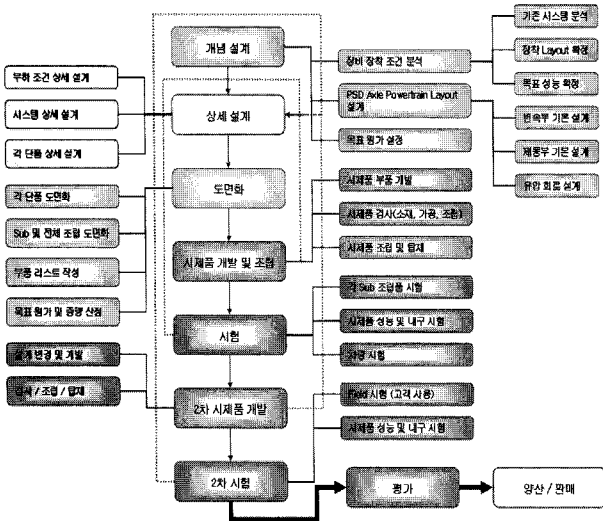 개념 설계
상세 설계
도면화
시제품 개발 및 조립
시험
2차 시제품 개발
2차 시험
평가
양산 / 판매
부하 조건 상세 설계
시스템 상세 설계
각 단품 상세 설계
각 단품 도면화
Sub 및 전체 조립 도면화
부품 리스트 작성
목표 원가 및 중량 산정
설계 변경 및 개발
검사 / 조립 / 탑재
장비 장착 조건 분석
PSD Axle Powertrain Layout
설계
목표 원가 설정
기존 시스템 분석
장착 Layout 확정
목표 성능 확정
변속부 기본 설계
제동부 기본 설계
유압 회로 설계
시제품 부품 개발
시제품 검사(소재, 가공, 조립)
시제품 조립 및 탑재
각 Sub 조립품 시험
시제품 성능 및 내구 시험
차량 시험
Field 시험 (고객 사용)
시제품 성능 및 내구 시험